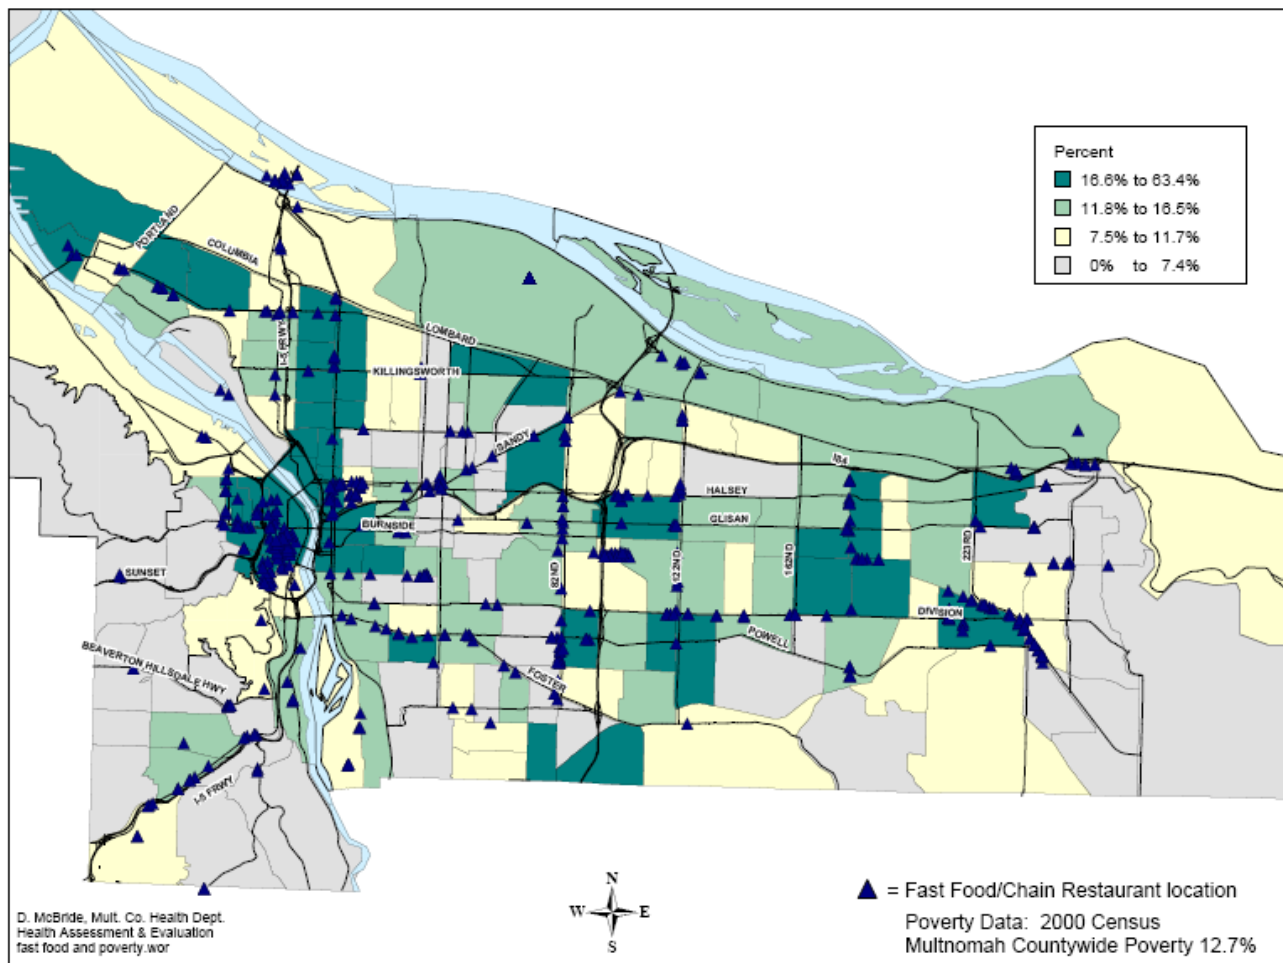 Percent
16.6% to 63.4%
11.8% to 16.5%
7.5% to 11.7%
0% to 7.4%
PORTLAND
COLUMBIA
I-5 FRWY
LOMBARD
KILLINGSWORTH
SANDY
I84
HALSEY
GLISAN
BURNSIDE
SUNSET
82ND
122ND
162ND
223RD
DIVISION
POWELL
BEAVERTON HILLSDALE HWY
FOSTER
I-5 FRWY
N
W E
S
= Fast Food/Chain Restaurant location
Poverty Data: 2000 Census
Multnomah Countywide Poverty 12.7%
D. McBride, Mult. Co. Health Dept.
Health Assessment & Evaluation
fast food and poverty.wor